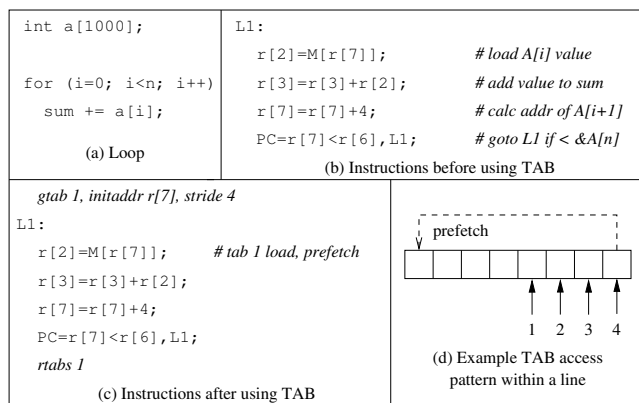 int a[1000];
for (i=0; i<n; i++)
sum += a[i];
(a) Loop
L1:
r[2]=M[r[7]]; # load A[i] value
r[3]=r[3]+r[2]; # add value to sum
r[7]=r[7]+4; # calc addr of A[i+1]
PC=r[7]<r[6],L1; # goto L1 if < &A[n]
(b) Instructions before using TAB
gtab 1, initaddr r[7], stride 4
L1:
r[2]=M[r[7]]; # tab 1 load, prefetch
r[3]=r[3]+r[2];
r[7]=r[7]+4;
PC=r[7]<r[6],L1;
rtabs 1
(c) Instructions after using TAB
prefetch
1 2 3 4
(d) Example TAB access
pattern within a line